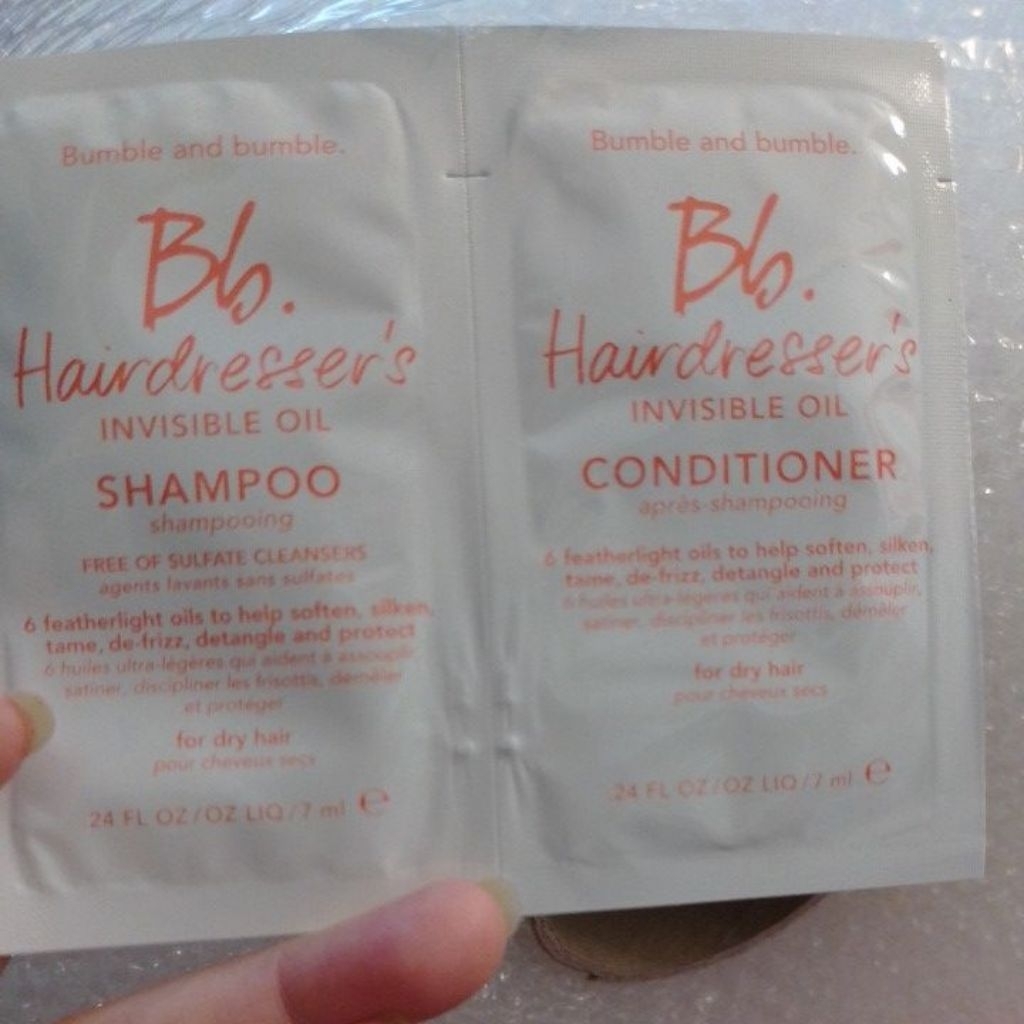 Bumble and bumble.
Bb.
Hairdresser's
INVISIBLE OIL
SHAMPOO
shampooing
FREE OF SULFATE CLEANSERS
agents lavants sans sulfates
6 featherlight oils to help soften, silken,
tame, de-frizz, detangle and protect
6 huiles ultra-légères qui aident à assouplir,
satiner, discipliner les frisottis, démêler
et protéger
for dry hair
pour cheveux secs
.24 FL OZ/OZ LIQ/7 ml e
Bumble and bumble.
Bb.
Hairdresser's
INVISIBLE OIL
CONDITIONER
après-shampooing
6 featherlight oils to help soften, silken,
tame, de-frizz, detangle and protect
6 huiles ultra-légères qui aident à assouplir,
satiner, discipliner les frisottis, démêler
et protéger
for dry hair
pour cheveux secs
.24 FL OZ/OZ LIQ/7 ml e